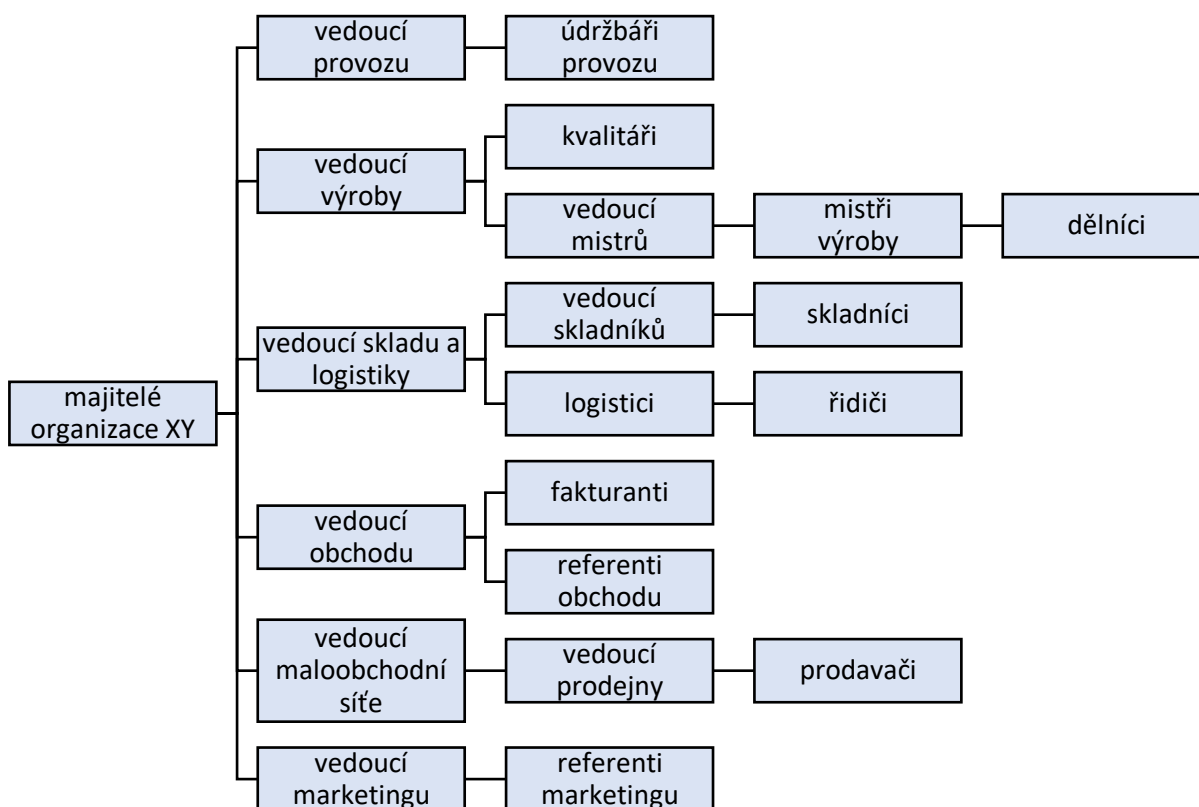 vedoucí
provozu
údržbáři
provozu
vedoucí
výroby
kvalitáři
vedoucí
mistrů
mistři
výroby
dělníci
vedoucí skladu a
logistiky
vedoucí
skladníků
skladníci
logistici
řidiči
majitelé
organizace XY
vedoucí
obchodu
fakturanti
referenti
obchodu
vedoucí
maloobchodní
síťe
vedoucí
prodejny
prodavači
vedoucí
marketingu
referenti
marketingu